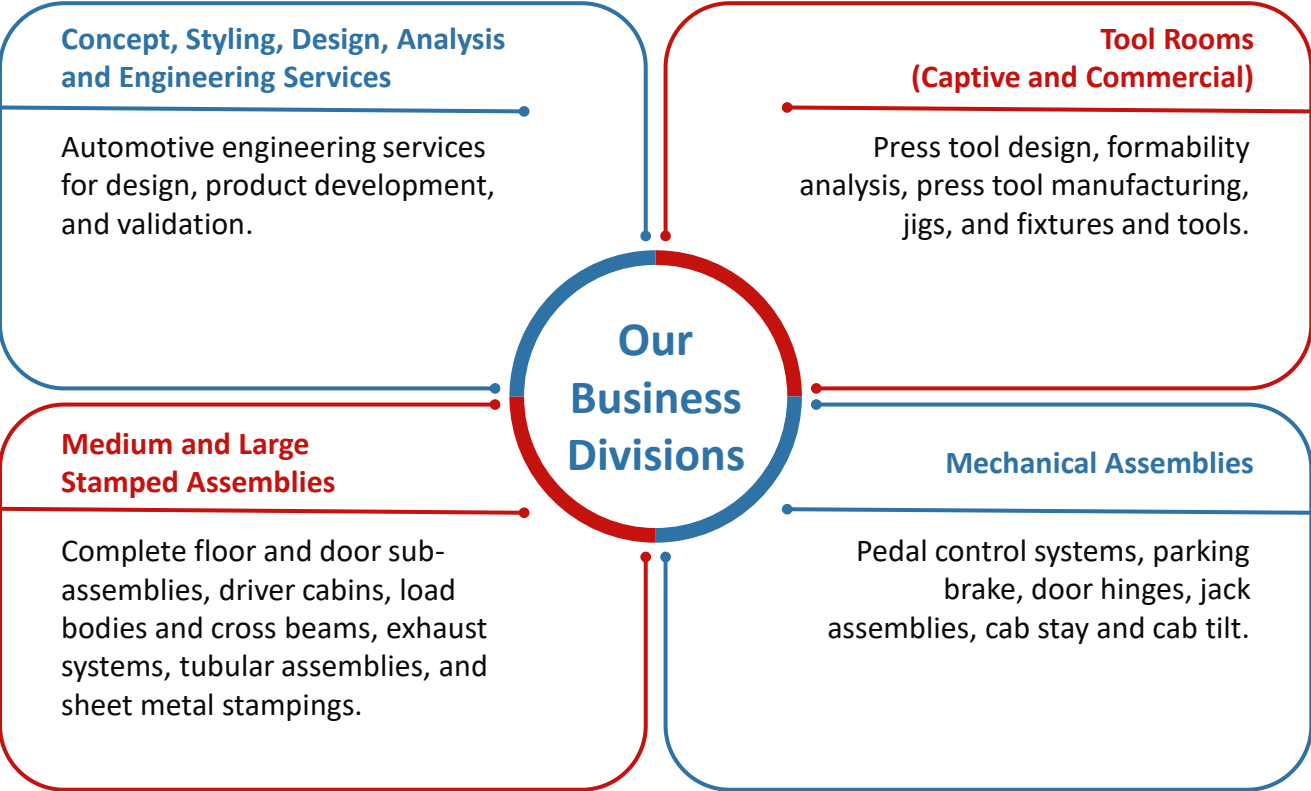 Concept, Styling, Design, Analysis
and Engineering Services
Automotive engineering services
for design, product development,
and validation.
Tool Rooms
(Captive and Commercial)
Press tool design, formability
analysis, press tool manufacturing,
jigs, and fixtures and tools.
Our
Business
Divisions
Medium and Large
Stamped Assemblies
Complete floor and door sub-
assemblies, driver cabins, load
bodies and cross beams, exhaust
systems, tubular assemblies, and
sheet metal stampings.
Mechanical Assemblies
Pedal control systems, parking
brake, door hinges, jack
assemblies, cab stay and cab tilt.